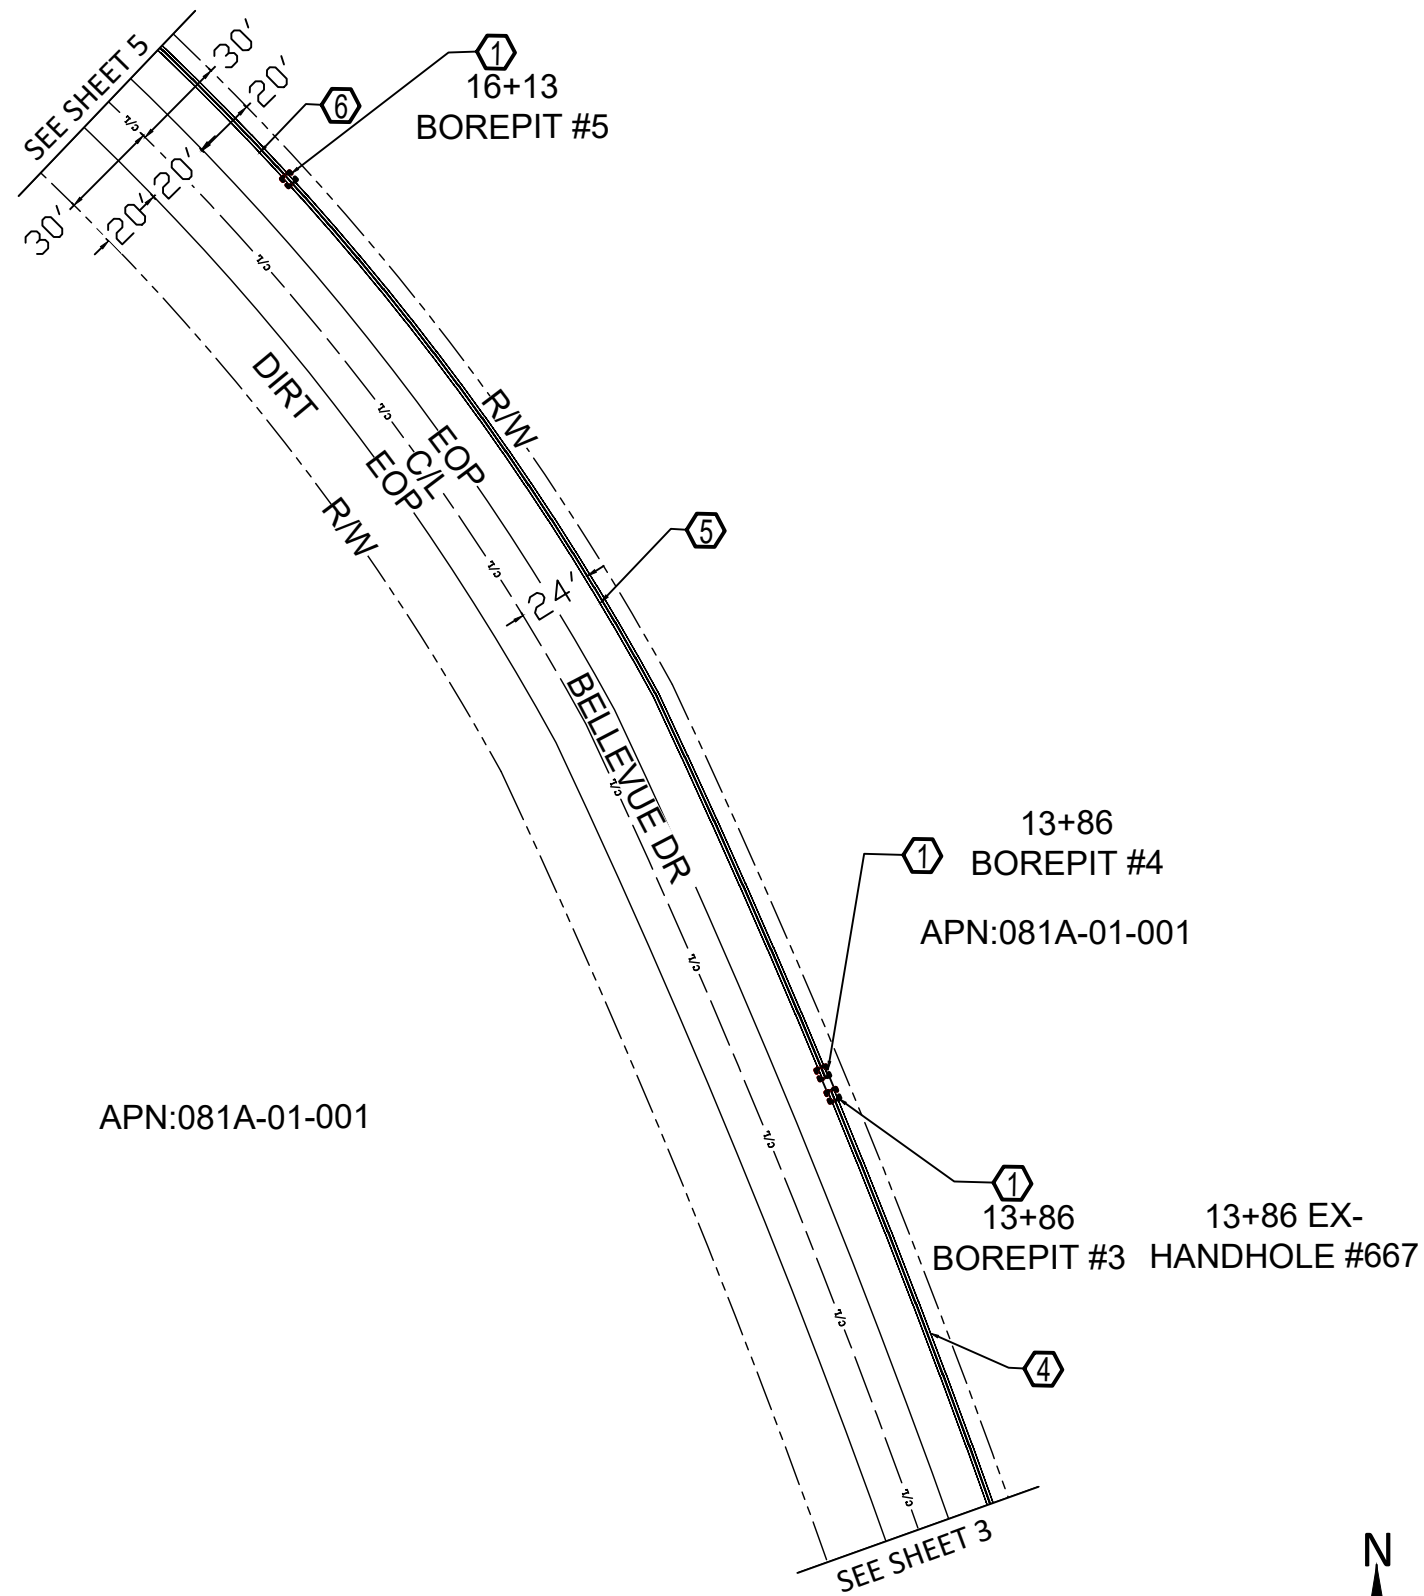 SEE SHEET 5
30'
20'
1
16+13
BOREPIT #5
6
20'
20'
30'
DIRT
R/W
EOP
C/L
EOP
R/W
5
24'
BELLEVUE DR
1
13+86
BOREPIT #4
APN:081A-01-001
APN:081A-01-001
1
13+86
BOREPIT #3
13+86 EX-
HANDHOLE #667
4
C/L
C/L
C/L
C/L
C/L
C/L
C/L
C/L
C/L
SEE SHEET 3
N